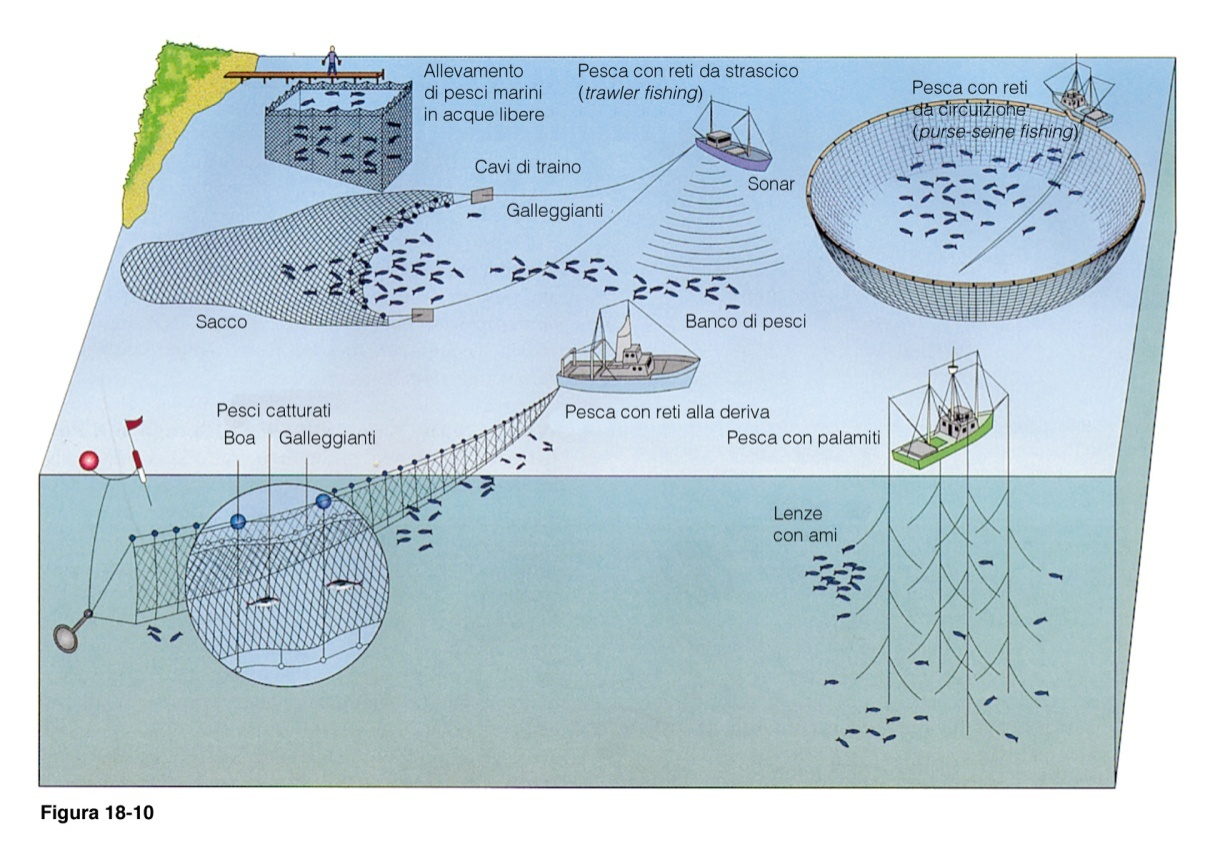 Allevamento
di pesci marini
in acque libere
Pesca con reti da strascico
(trawler fishing)
Pesca con reti
da circuizione
(purse-seine fishing)
Cavi di traino
Galleggianti
Sonar
Sacco
Banco di pesci
Pesci catturati
Boa
Galleggianti
Pesca con reti alla deriva
Pesca con palamiti
Lenze
con ami
Figura 18-10